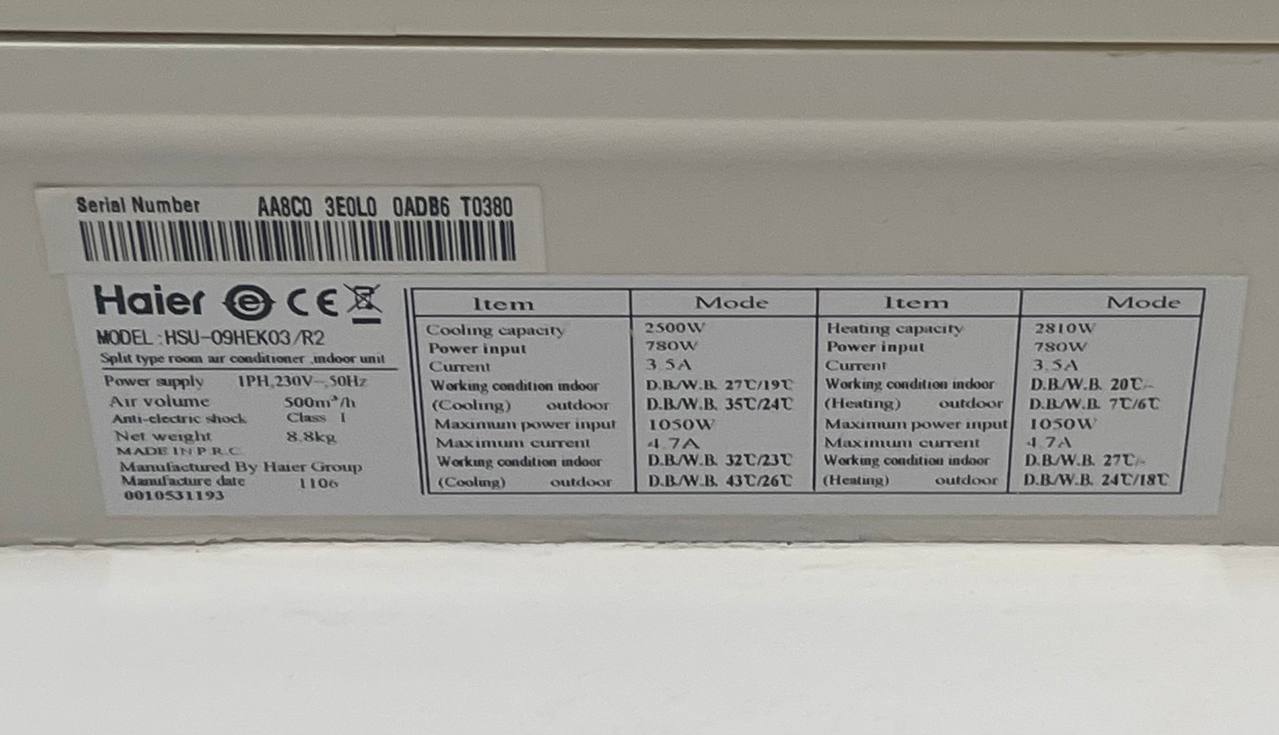 Serial Number AA8C0 3E0L0 0ADB6 T0380
Haier
MODEL:HSU-09HEK03/R2
Split type room air conditioner ,indoor unit
Power supply 1PH,230V~,50Hz
Air volume 500m³/h
Anti-electric shock Class I
Net weight 8.8kg
MADE IN P.R.C
Manufactured By Haier Group
Manufacture date 1106
0010531193
Item Mode Item Mode
Cooling capacity 2500W Heating capacity 2810W
Power input 780W Power input 780W
Current 3.5A Current 3.5A
Working condition indoor D.B./W.B. 27℃/19℃ Working condition indoor D.B./W.B. 20℃/-
(Cooling) outdoor D.B./W.B. 35℃/24℃ (Heating) outdoor D.B./W.B. 7℃/6℃
Maximum power input 1050W Maximum power input 1050W
Maximum current 4.7A Maximum current 4.7A
Working condition indoor D.B./W.B. 32℃/23℃ Working condition indoor D.B./W.B. 27℃/-
(Cooling) outdoor D.B./W.B. 43℃/26℃ (Heating) outdoor D.B./W.B. 24℃/18℃